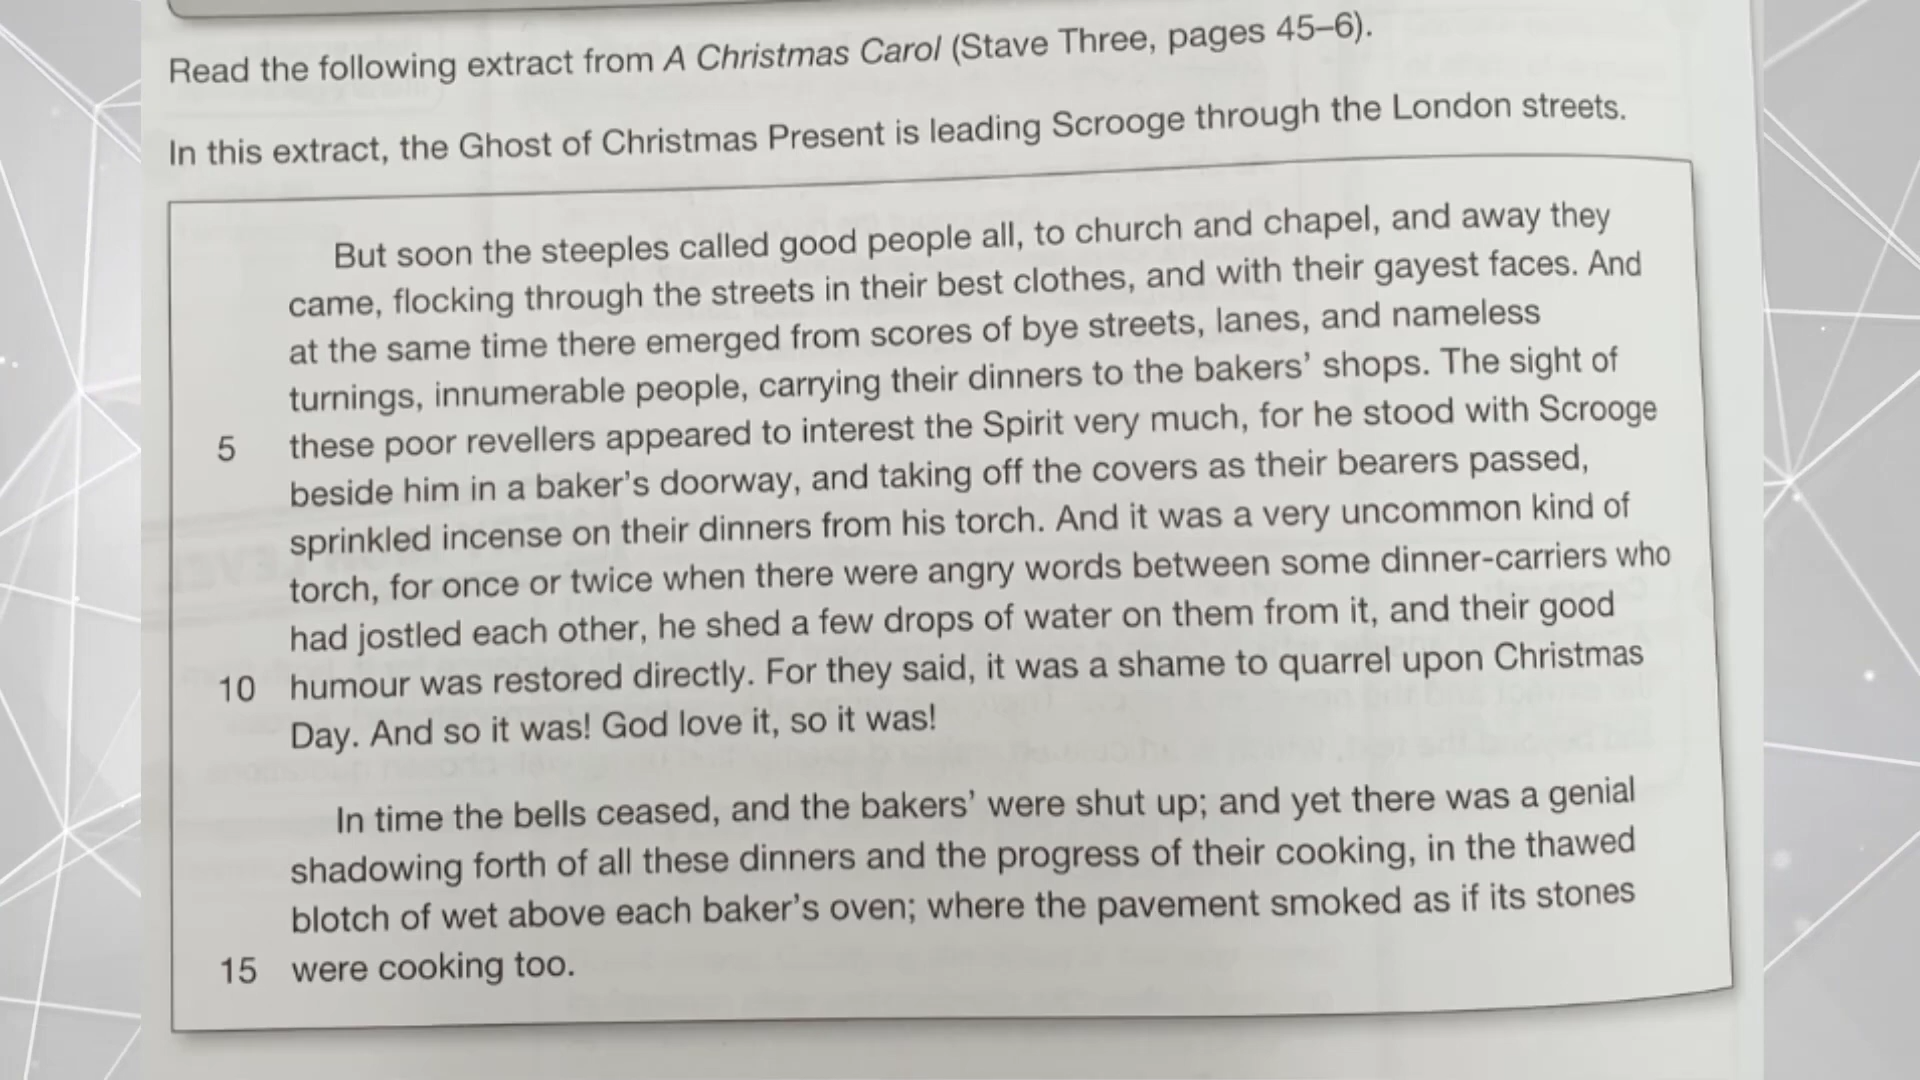 Read the following extract from A Christmas Carol (Stave Three, pages 45–6).
In this extract, the Ghost of Christmas Present is leading Scrooge through the London streets.
But soon the steeples called good people all, to church and chapel, and away they
came, flocking through the streets in their best clothes, and with their gayest faces. And
at the same time there emerged from scores of bye streets, lanes, and nameless
turnings, innumerable people, carrying their dinners to the bakers’ shops. The sight of
5 these poor revellers appeared to interest the Spirit very much, for he stood with Scrooge
beside him in a baker’s doorway, and taking off the covers as their bearers passed,
sprinkled incense on their dinners from his torch. And it was a very uncommon kind of
torch, for once or twice when there were angry words between some dinner-carriers who
had jostled each other, he shed a few drops of water on them from it, and their good
10 humour was restored directly. For they said, it was a shame to quarrel upon Christmas
Day. And so it was! God love it, so it was!
In time the bells ceased, and the bakers’ were shut up; and yet there was a genial
shadowing forth of all these dinners and the progress of their cooking, in the thawed
blotch of wet above each baker’s oven; where the pavement smoked as if its stones
15 were cooking too.